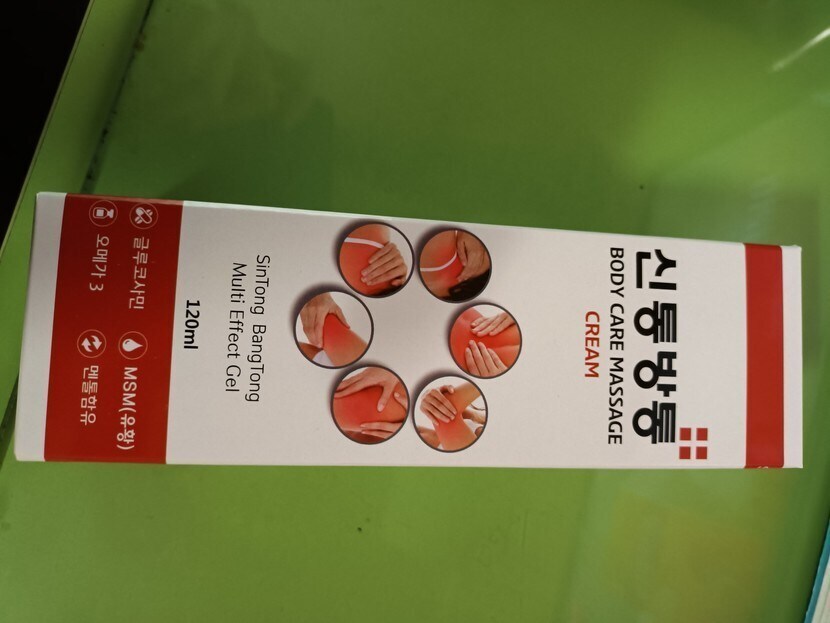 신통방통
BODY CARE MASSAGE
CREAM
SinTong BangTong
Multi Effect Gel
120ml
글루코사민
MSM(유황)
오메가 3
멘톨함유